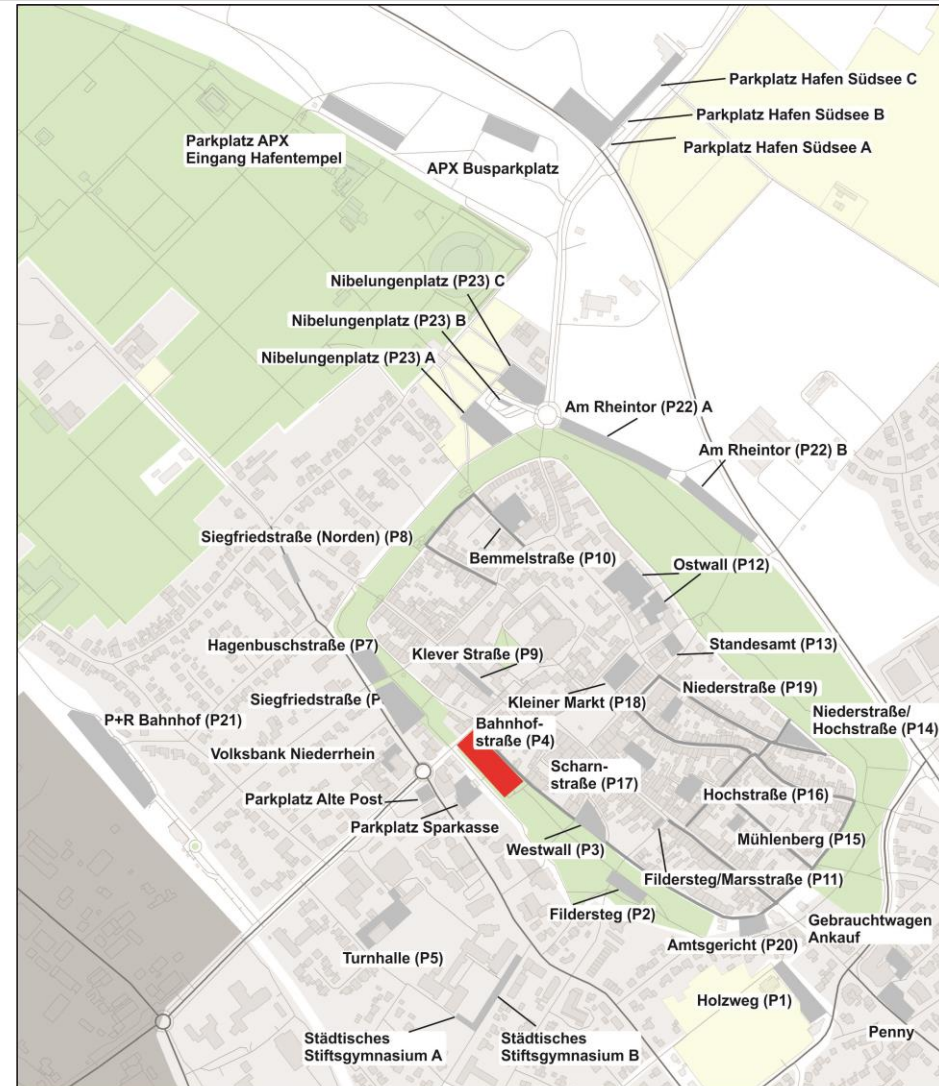 Parkplatz Hafen Südsee C
Parkplatz Hafen Südsee B
Parkplatz APX
Eingang Hafentempel
Parkplatz Hafen Südsee A
APX Busparkplatz
Nibelungenplatz (P23) C
Nibelungenplatz (P23) B
Nibelungenplatz (P23) A
Am Rheintor (P22) A
Am Rheintor (P22) B
Siegfriedstraße (Norden) (P8)
Bemmelstraße (P10)
Ostwall (P12)
Hagenbuschstraße (P7)
Klever Straße (P9)
Standesamt (P13)
Niederstraße (P19)
Siegfriedstraße (P
Kleiner Markt (P18)
Niederstraße/
Hochstraße (P14)
P+R Bahnhof (P21)
Bahnhof-
straße (P4)
Volksbank Niederrhein
Scharn-
straße (P17)
Hochstraße (P16)
Parkplatz Alte Post
Parkplatz Sparkasse
Mühlenberg (P15)
Westwall (P3)
Fildersteg/Marsstraße (P11)
Fildersteg (P2)
Gebrauchtwagen
Ankauf
Amtsgericht (P20)
Turnhalle (P5)
Holzweg (P1)
Städtisches
Stiftsgymnasium A
Städtisches
Stiftsgymnasium B
Penny